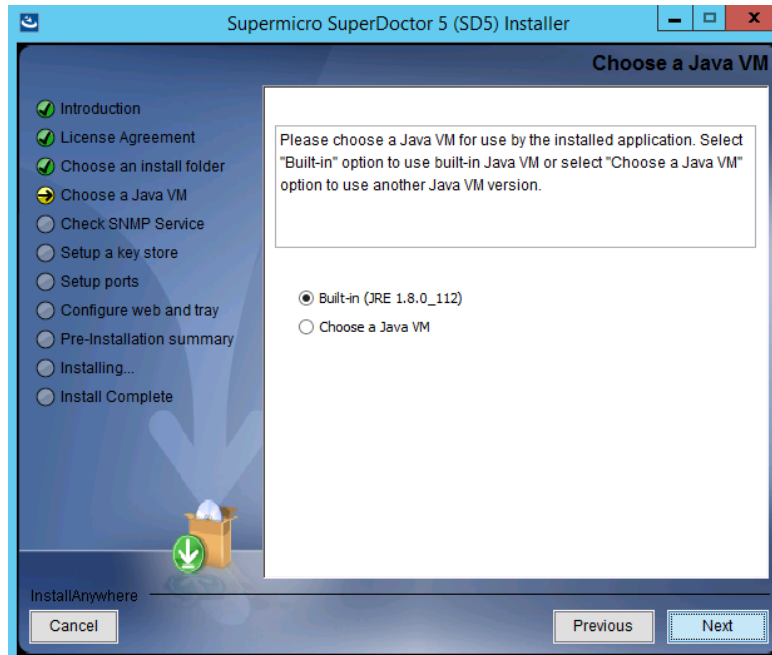 Supermicro SuperDoctor 5 (SD5) Installer
Choose a Java VM
Introduction
License Agreement
Choose an install folder
Choose a Java VM
Check SNMP Service
Setup a key store
Setup ports
Configure web and tray
Pre-Installation summary
Installing...
Install Complete
Please choose a Java VM for use by the installed application. Select
"Built-in" option to use built-in Java VM or select "Choose a Java VM"
option to use another Java VM version.
Built-in (JRE 1.8.0_112)
Choose a Java VM
InstallAnywhere
Cancel
Previous
Next